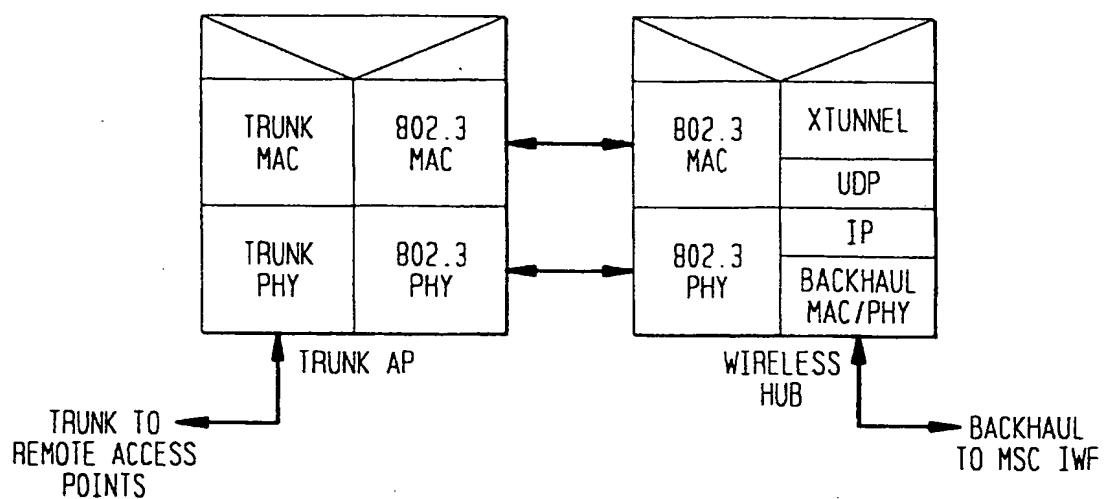 TRUNK
MAC
802.3
MAC
TRUNK
PHY
802.3
PHY
TRUNK AP
TRUNK TO
REMOTE ACCESS
POINTS
802.3
MAC
XTUNNEL
UDP
802.3
PHY
IP
BACKHAUL
MAC/PHY
WIRELESS
HUB
BACKHAUL
TO MSC IWF